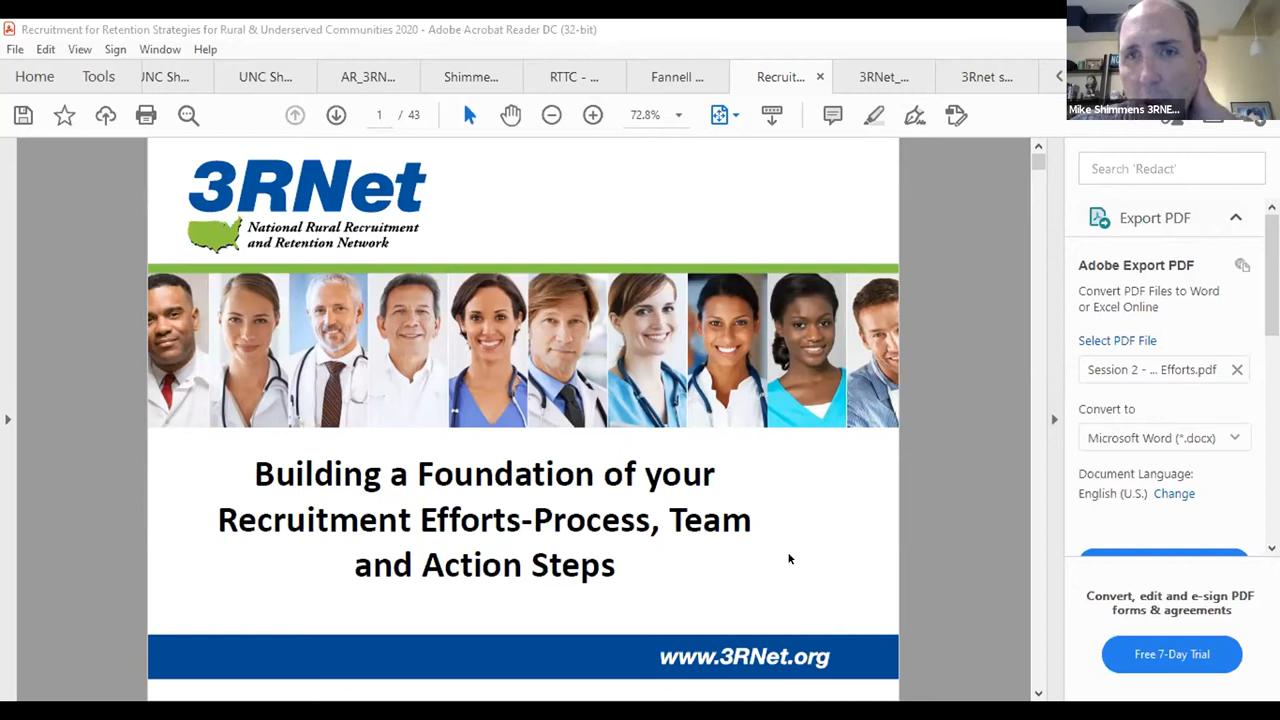 Recruitment for Retention Strategies for Rural & Underserved Communities 2020 - Adobe Acrobat Reader DC (32-bit)
File Edit View Sign Window Help
Home Tools JNC Sh... UNC Sh... AR_3RN... Shimme... RTTC - ... Fannell ... Recruit... × 3RNet_... 3Rnet s...
Mike Shimmens 3RNE...
/ 43 72.8%
3RNet
National Rural Recruitment
and Retention Network
Building a Foundation of your
Recruitment Efforts-Process, Team
and Action Steps
www.3RNet.org
Search 'Redact'
Export PDF
Adobe Export PDF
Convert PDF Files to Word
or Excel Online
Select PDF File
Session 2 - ... Efforts.pdf
Convert to
Microsoft Word (*.docx)
Document Language:
English (U.S.) Change
Convert, edit and e-sign PDF
forms & agreements
Free 7-Day Trial